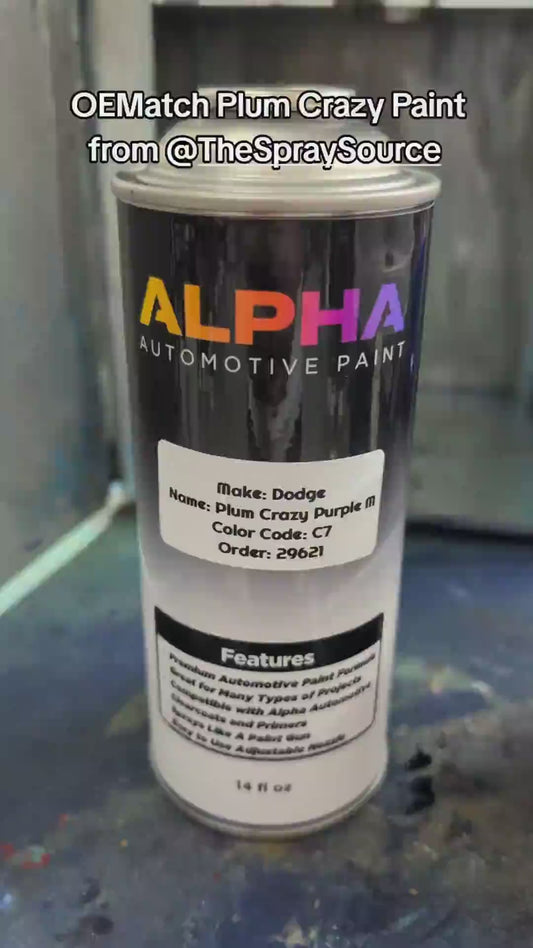 OEMatch Plum Crazy Paint
from @TheSpraySource
ALPHA
AUTOMOTIVE PAINT
Make: Dodge
Name: Plum Crazy Purple M
Color Code: C7
Order: 29621
Features
Premium Automotive Paint Formula
Great for Many Types of Projects
Compatible with Alpha Automotive
Clearcoats and Primers
Sprays Like A Paint Gun
Easy to Use Adjustable Nozzle
14 fl oz